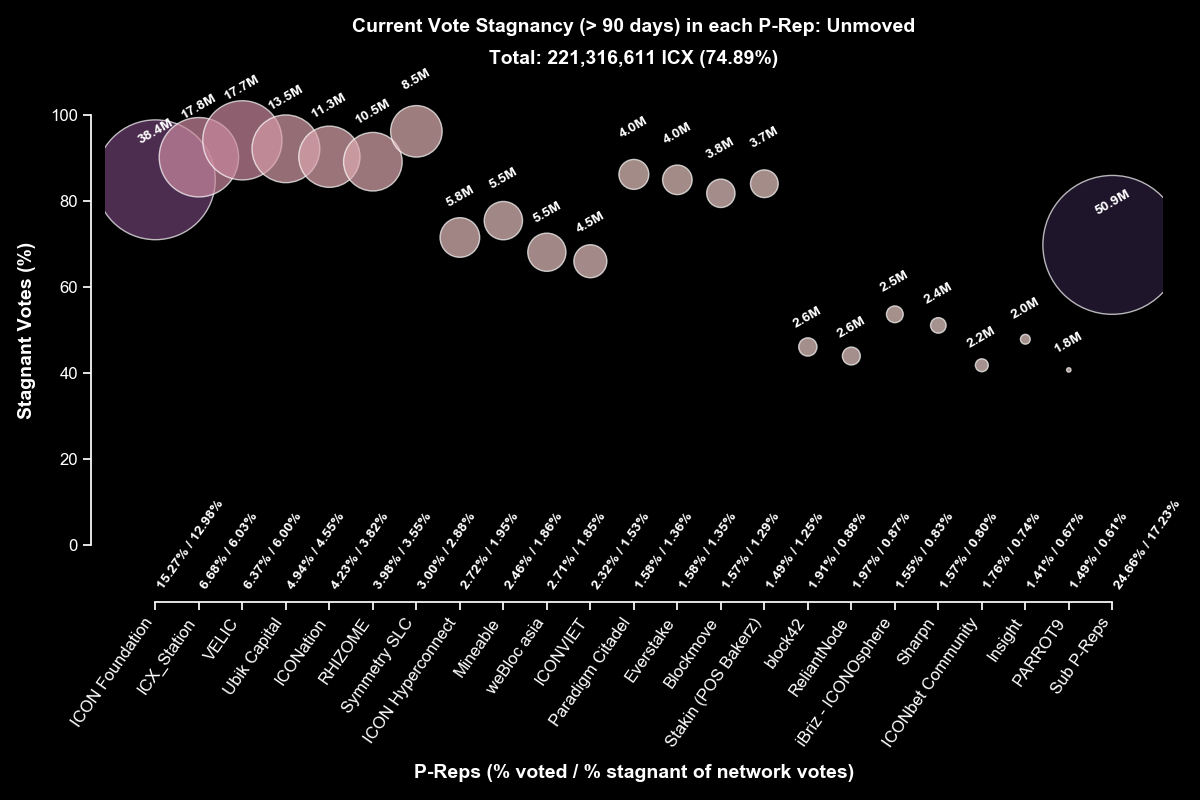 Current Vote Stagnancy (> 90 days) in each P-Rep: Unmoved
Total: 221,316,611 ICX (74.89%)
Stagnant Votes (%)
100
80
60
40
20
0
38.4M
17.8M
17.7M
13.5M
11.3M
10.5M
8.5M
5.8M
5.5M
5.5M
4.5M
4.0M
4.0M
3.8M
3.7M
2.6M
2.6M
2.5M
2.4M
2.2M
2.0M
1.8M
50.9M
15.27% / 12.98%
6.68% / 6.03%
6.37% / 6.00%
4.94% / 4.55%
4.23% / 3.82%
3.98% / 3.55%
3.00% / 2.88%
2.72% / 1.95%
2.46% / 1.86%
2.71% / 1.85%
2.32% / 1.53%
1.58% / 1.36%
1.58% / 1.35%
1.57% / 1.29%
1.49% / 1.25%
1.91% / 0.88%
1.97% / 0.87%
1.55% / 0.83%
1.57% / 0.80%
1.76% / 0.74%
1.41% / 0.67%
1.49% / 0.61%
24.66% / 17.23%
ICON Foundation
ICX_Station
VELIC
Ubik Capital
ICONation
RHIZOME
Symmetry SLC
ICON Hyperconnect
Mineable
weBloc asia
ICONVIET
Paradigm Citadel
Everstake
Blockmove
Stakin (POS Bakerz)
block42
ReliantNode
iBriz - ICONOsphere
Sharpn
ICONbet Community
Insight
PARROT9
Sub P-Reps
P-Reps (% voted / % stagnant of network votes)